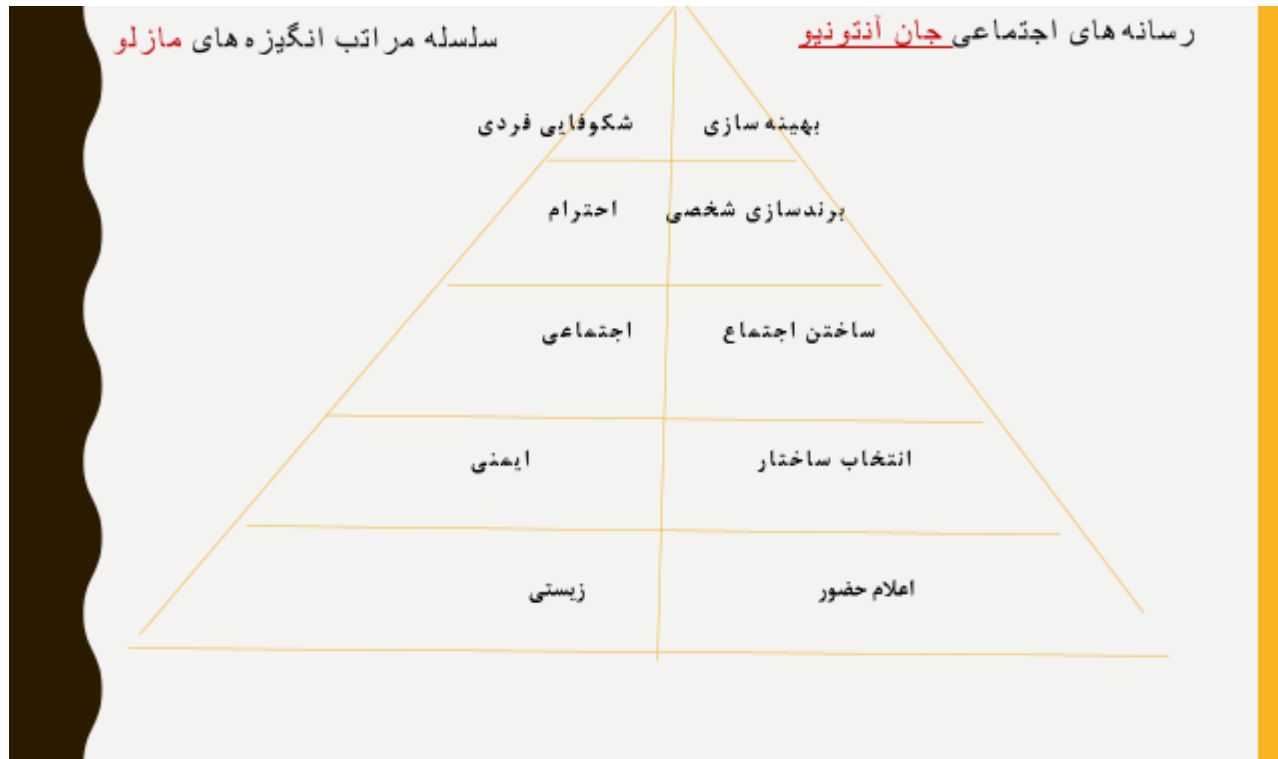 رسانه‌های اجتماعی جان آنتونیو
سلسله مراتب انگیزه‌های مازلو
بهینه سازی
شکوفایی فردی
برندسازی شخصی
احترام
ساختن اجتماع
اجتماعی
انتخاب ساختار
ایمنی
اعلام حضور
زیستی